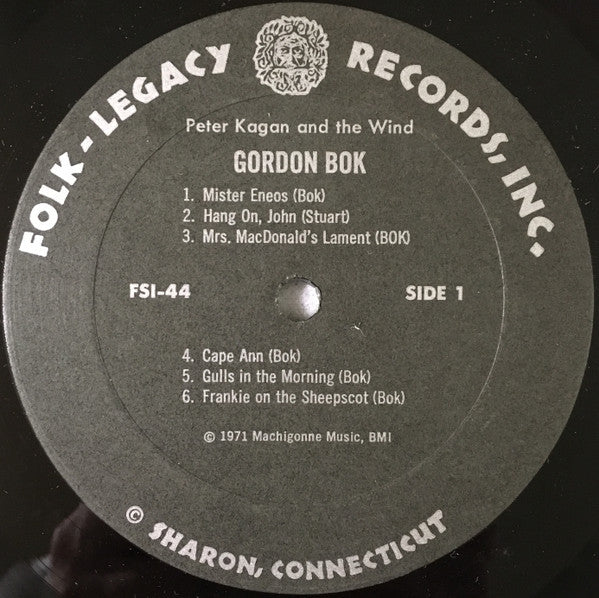 FOLK-LEGACY RECORDS, INC.
Peter Kagan and the Wind
GORDON BOK
1. Mister Eneos (Bok)
2. Hang On, John (Stuart)
3. Mrs. MacDonald's Lament (BOK)
FSI-44 SIDE 1
4. Cape Ann (Bok)
5. Gulls in the Morning (Bok)
6. Frankie on the Sheepscot (Bok)
© 1971 Machigonne Music, BMI
© SHARON, CONNECTICUT